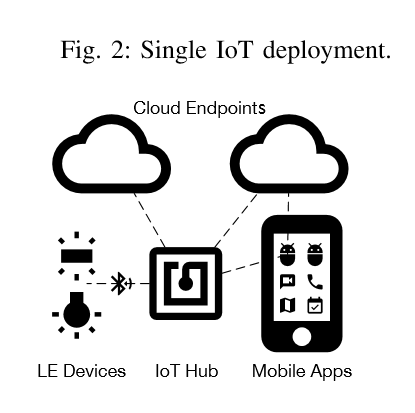 Fig. 2: Single IoT deployment.
Cloud Endpoints
LE Devices IoT Hub Mobile Apps